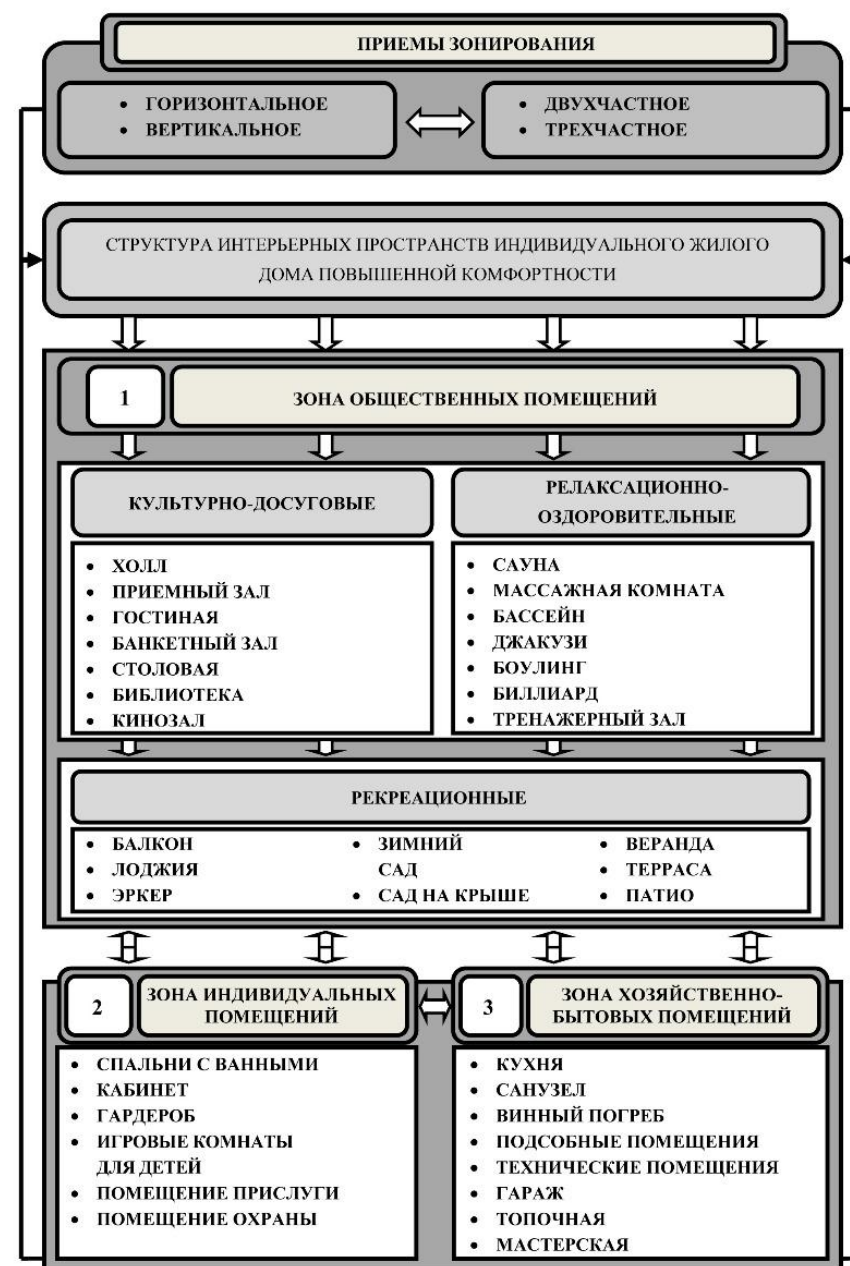 ПРИЕМЫ ЗОНИРОВАНИЯ
• ГОРИЗОНТАЛЬНОЕ
• ВЕРТИКАЛЬНОЕ
• ДВУХЧАСТНОЕ
• ТРЕХЧАСТНОЕ
СТРУКТУРА ИНТЕРЬЕРНЫХ ПРОСТРАНСТВ ИНДИВИДУАЛЬНОГО ЖИЛОГО
ДОМА ПОВЫШЕННОЙ КОМФОРТНОСТИ
1
ЗОНА ОБЩЕСТВЕННЫХ ПОМЕЩЕНИЙ
КУЛЬТУРНО-ДОСУГОВЫЕ
• ХОЛЛ
• ПРИЕМНЫЙ ЗАЛ
• ГОСТИНАЯ
• БАНКЕТНЫЙ ЗАЛ
• СТОЛОВАЯ
• БИБЛИОТЕКА
• КИНОЗАЛ
РЕЛАКСАЦИОННО-
ОЗДОРОВИТЕЛЬНЫЕ
• САУНА
• МАССАЖНАЯ КОМНАТА
• БАССЕЙН
• ДЖАКУЗИ
• БОУЛИНГ
• БИЛЛИАРД
• ТРЕНАЖЕРНЫЙ ЗАЛ
РЕКРЕАЦИОННЫЕ
• БАЛКОН
• ЛОДЖИЯ
• ЭРКЕР
• ЗИМНИЙ
САД
• САД НА КРЫШЕ
• ВЕРАНДА
• ТЕРРАСА
• ПАТИО
2
ЗОНА ИНДИВИДУАЛЬНЫХ
ПОМЕЩЕНИЙ
• СПАЛЬНИ С ВАННЫМИ
• КАБИНЕТ
• ГАРДЕРОБ
• ИГРОВЫЕ КОМНАТЫ
ДЛЯ ДЕТЕЙ
• ПОМЕЩЕНИЕ ПРИСЛУГИ
• ПОМЕЩЕНИЕ ОХРАНЫ
3
ЗОНА ХОЗЯЙСТВЕННО-
БЫТОВЫХ ПОМЕЩЕНИЙ
• КУХНЯ
• САНУЗЕЛ
• ВИННЫЙ ПОГРЕБ
• ПОДСОБНЫЕ ПОМЕЩЕНИЯ
• ТЕХНИЧЕСКИЕ ПОМЕЩЕНИЯ
• ГАРАЖ
• ТОПОЧНАЯ
• МАСТЕРСКАЯ